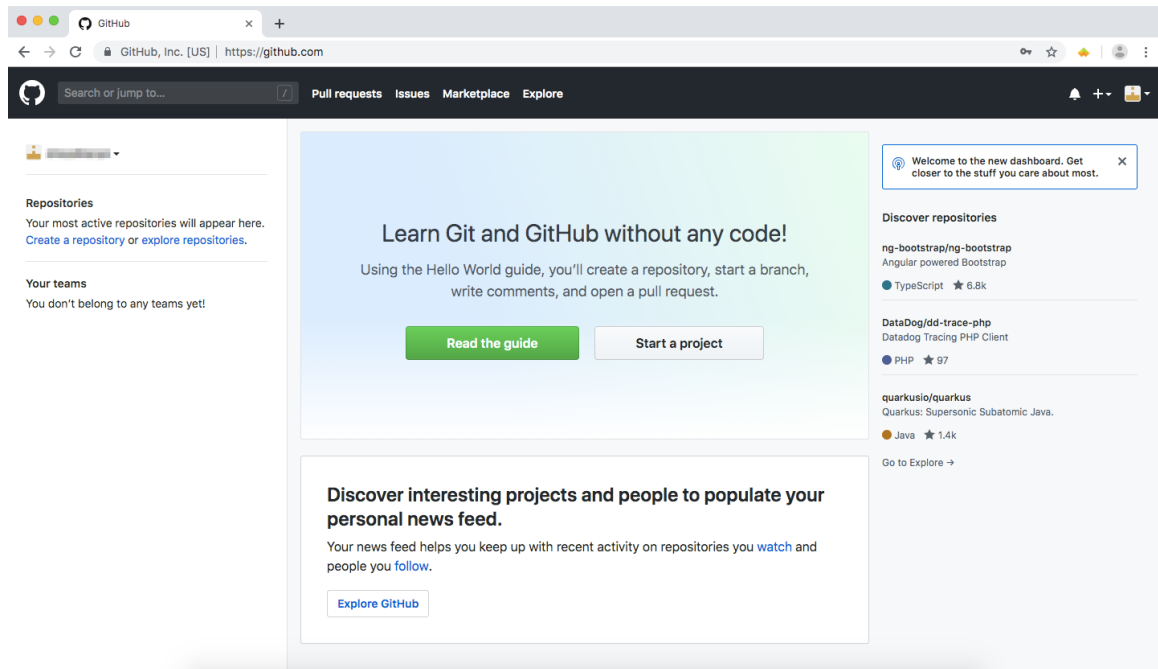 GitHub
GitHub, Inc. [US] | https://github.com
Search or jump to...
/
Pull requests Issues Marketplace Explore
Repositories
Your most active repositories will appear here.
Create a repository or explore repositories.
Your teams
You don't belong to any teams yet!
Learn Git and GitHub without any code!
Using the Hello World guide, you'll create a repository, start a branch,
write comments, and open a pull request.
Read the guide
Start a project
Discover interesting projects and people to populate your
personal news feed.
Your news feed helps you keep up with recent activity on repositories you watch and
people you follow.
Explore GitHub
Welcome to the new dashboard. Get
closer to the stuff you care about most.
Discover repositories
ng-bootstrap/ng-bootstrap
Angular powered Bootstrap
TypeScript ★ 6.8k
DataDog/dd-trace-php
Datadog Tracing PHP Client
PHP ★ 97
quarkusio/quarkus
Quarkus: Supersonic Subatomic Java.
Java ★ 1.4k
Go to Explore →